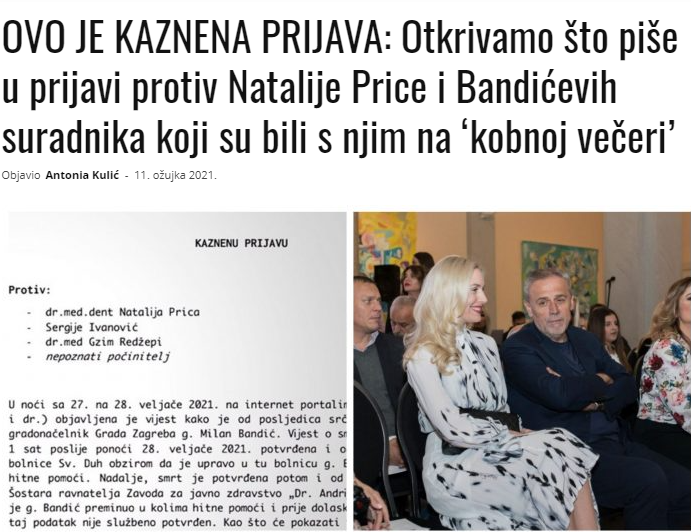 OVO JE KAZNENA PRIJAVA: Otkrivamo što piše
u prijavi protiv Natalije Price i Bandićevih
suradnika koji su bili s njim na ‘kobnoj večeri’
Objavio Antonia Kulić - 11. ožujka 2021.
KAZNENU PRIJAVU
Protiv:
- dr.med.dent Natalija Prica
- Sergije Ivanović
- dr.med Gzim Redžepi
- nepoznati počinitelj
U noći sa 27. na 28. veljače 2021. na internet portalim
i dr.) objavljena je vijest kako je od posljedica srč
gradonačelnik Grada Zagreba g. Milan Bandić. Vijest o sm
1 sat poslije ponoći 28. veljače 2021. potvrđena i o
bolnice Sv. Duh obzirom da je upravo u tu bolnicu g. B
hitne pomoći. Nadalje, smrt je potvrđena potom i od
Šostara ravnatelja Zavoda za javno zdravstvo „Dr. Andri
je g. Bandić preminuo u kolima hitne pomoći i prije dolask
taj podatak nije službeno potvrđen. Kao što će pokazati